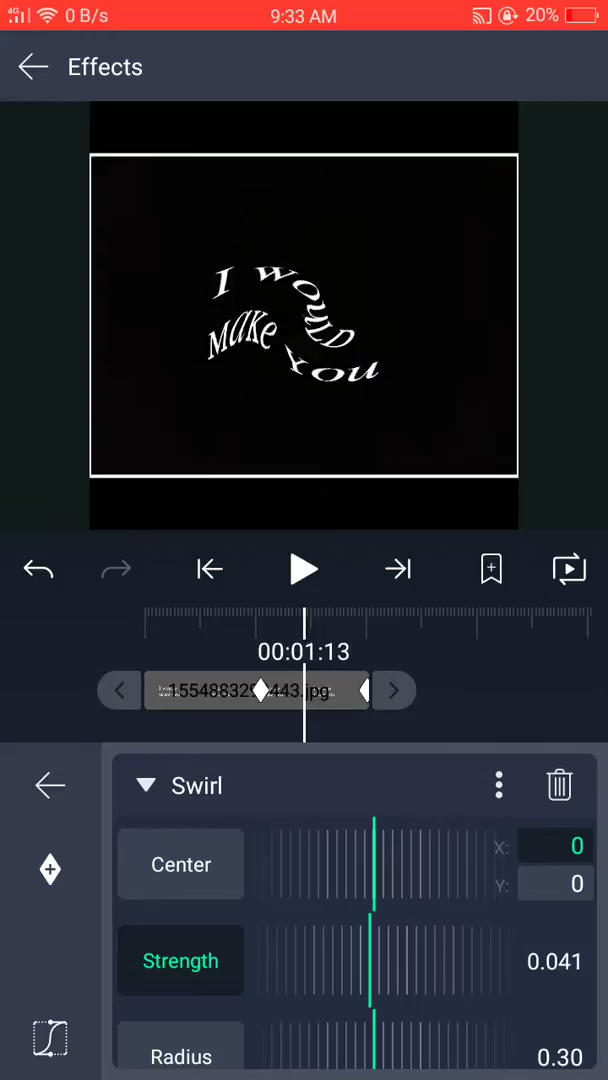 4G 0 B/s 9:33 AM 20%
Effects
I WOULD
Make You
00:01:13
Swirl
Center X: 0
Y: 0
Strength 0.041
Radius 0.30